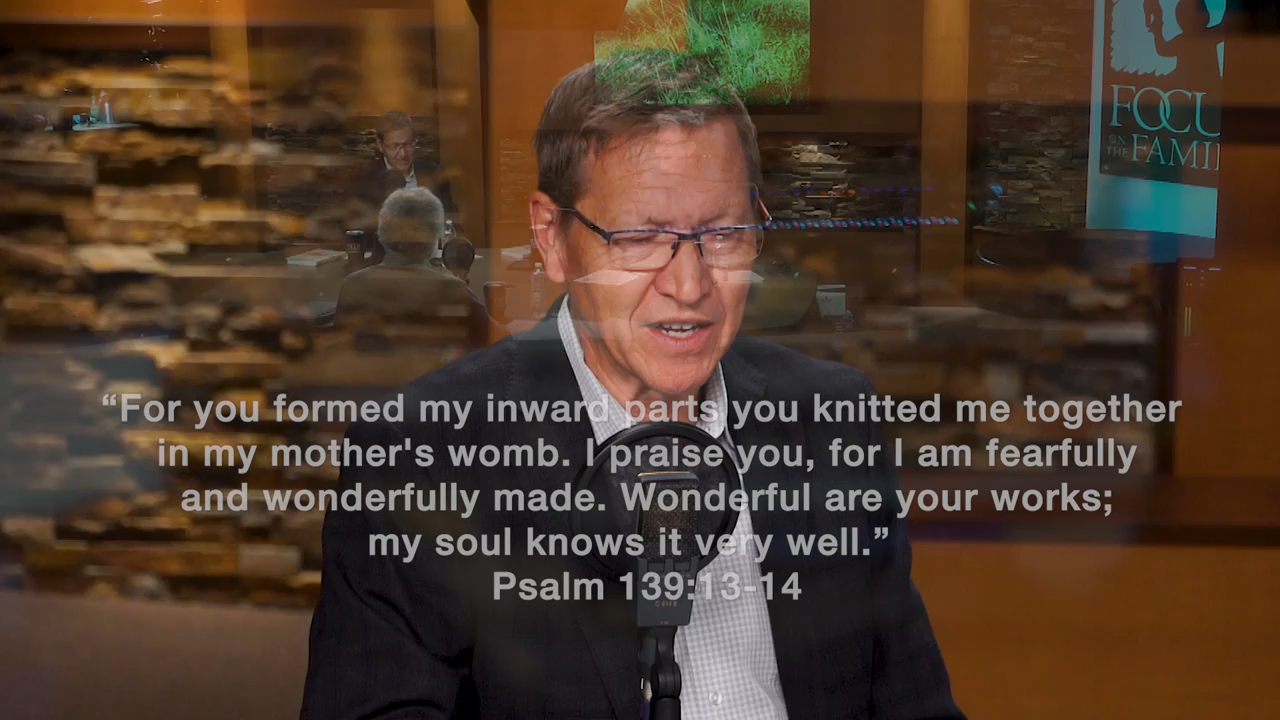 FOCU
ON THE FAMI
“For you formed my inward parts you knitted me together
in my mother's womb. I praise you, for I am fearfully
and wonderfully made. Wonderful are your works;
my soul knows it very well.”
Psalm 139:13-14
C414